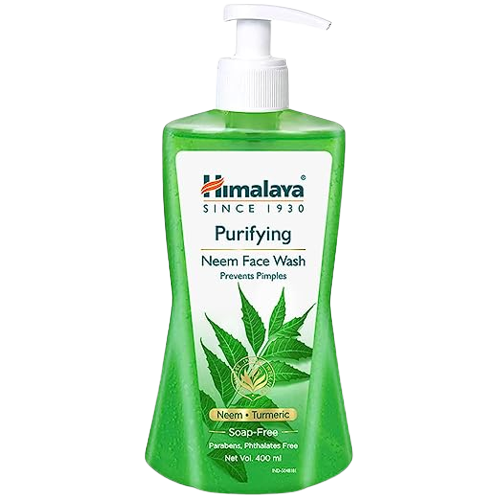 Himalaya®
SINCE 1930
Purifying
Neem Face Wash
Prevents Pimples
Neem • Turmeric
Soap-Free
Parabens, Phthalates Free
Net Vol. 400 ml